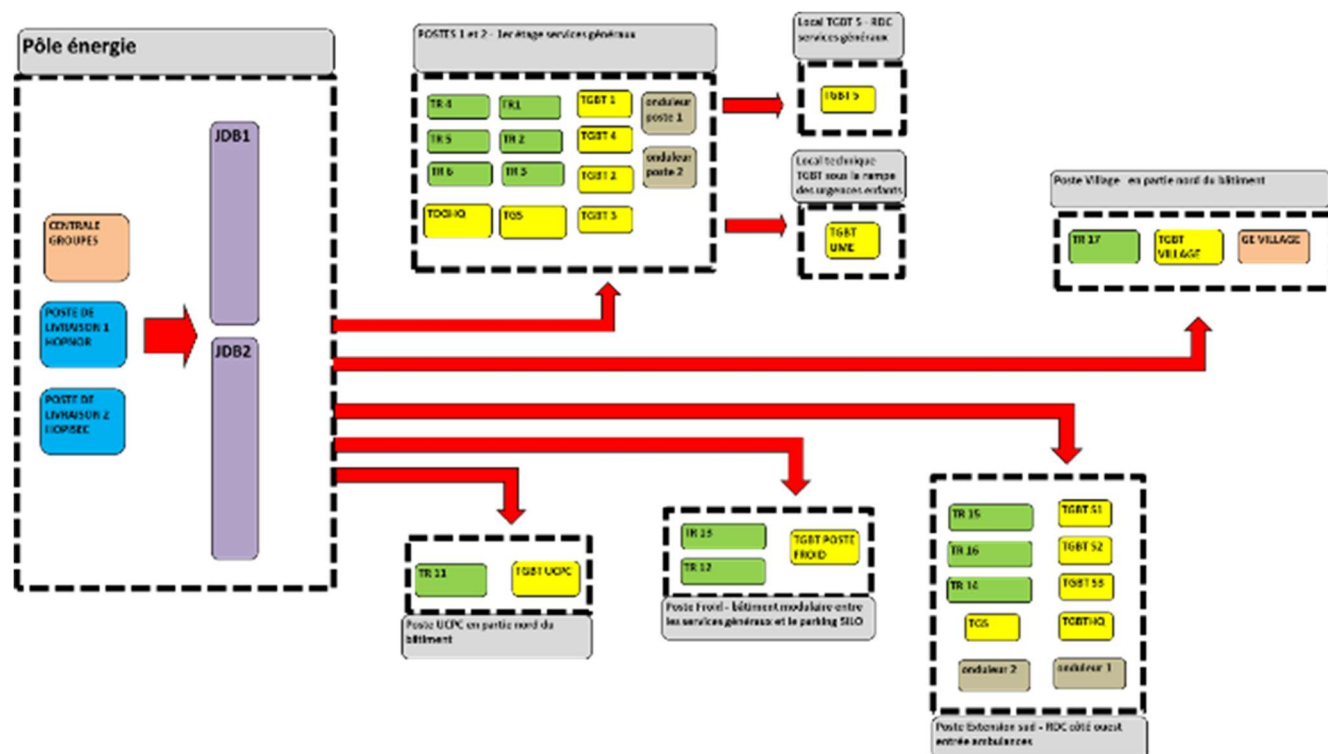 Pôle énergie
CENTRALE
GROUPES
POSTE DE
LIVRAISON 1
HOPNOR
POSTE DE
LIVRAISON 2
HOPISEC
JDB1
JDB2
POSTES 1 et 2 - 1er étage services généraux
TR 4
TR1
TGBT 1
onduleur
poste 1
TR 5
TR 2
TGBT 4
onduleur
poste 2
TR 6
TR 3
TGBT 2
TGS
TGBT 3
Local TGBT 5 - RDC
services généraux
TGBT 5
Local technique
TGBT sous la rampe
des urgences enfants
TGBT
UME
Poste Village en partie nord du bâtiment
TR 17
TGBT
VILLAGE
GE VILLAGE
TR 11
TGBT UCPC
Poste UCPC en partie nord du
bâtiment
TR 13
TR 12
TGBT POSTE
FROID
Poste Froid - bâtiment modulaire entre
les services généraux et le parking SILO
TR 15
TGBT S1
TR 16
TGBT S2
TR 14
TGBT S3
TGS
TGBTHQ
onduleur 2
onduleur 1
Poste Extension sud - RDC côté ouest
entrée ambulances